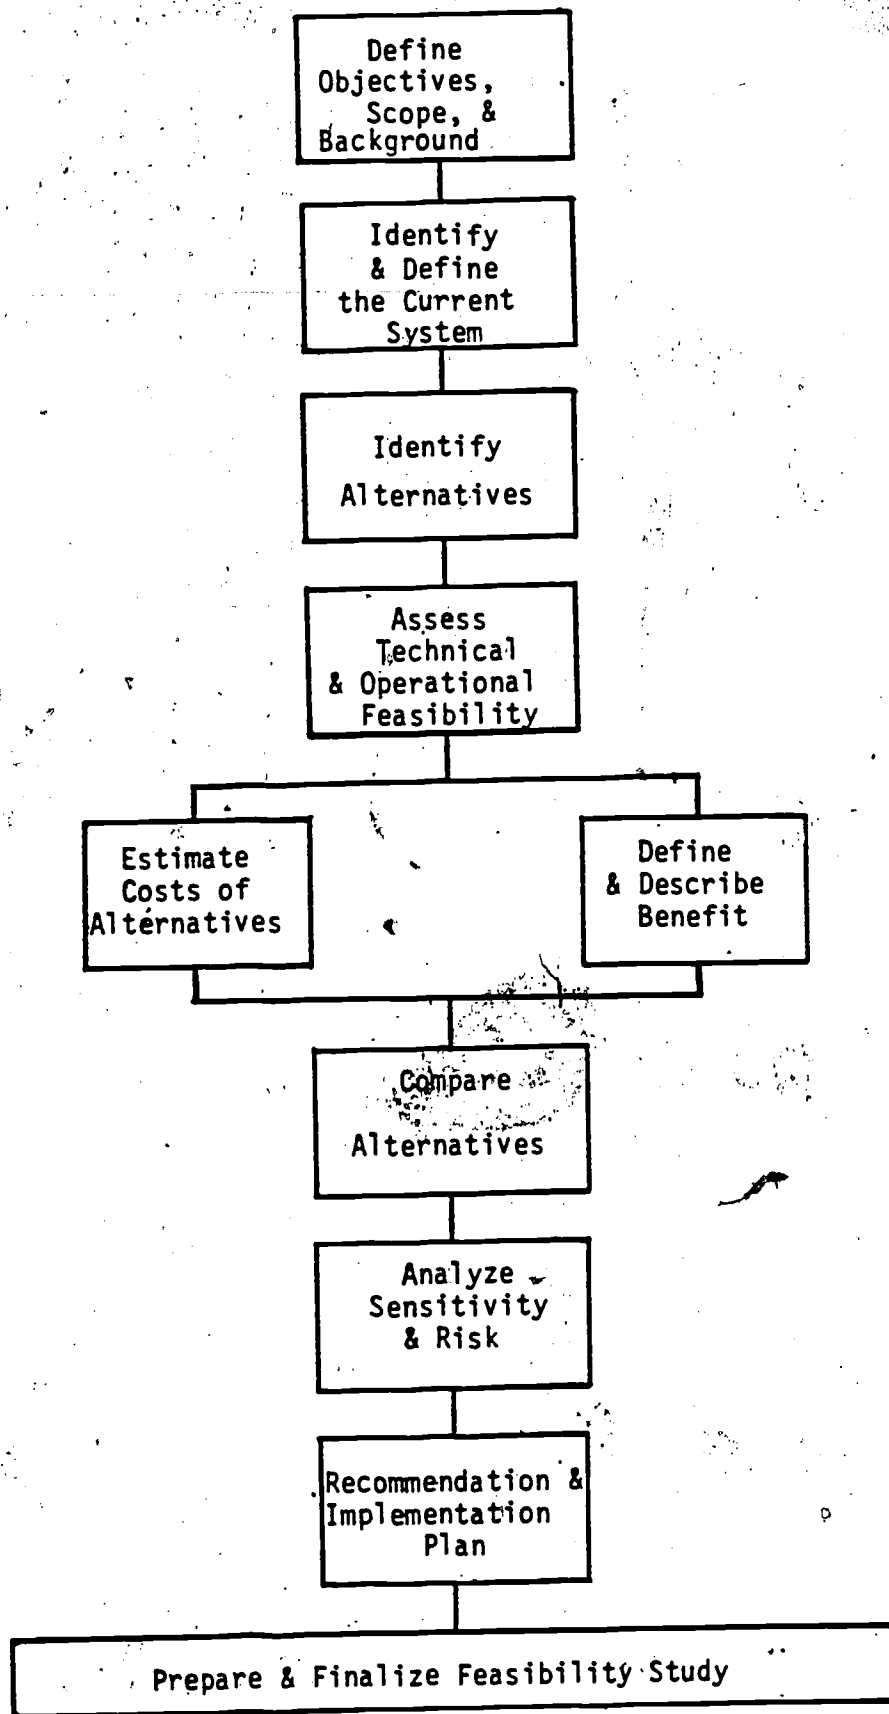 Define
Objectives,
Scope, &
Background
Identify
& Define
the Current
System
Identify
Alternatives
Assess
Technical
& Operational
Feasibility
Estimate
Costs of
Alternatives
Define
& Describe
Benefit
Compare
Alternatives
Analyze
Sensitivity
& Risk
Recommendation &
Implementation
Plan
Prepare & Finalize Feasibility Study